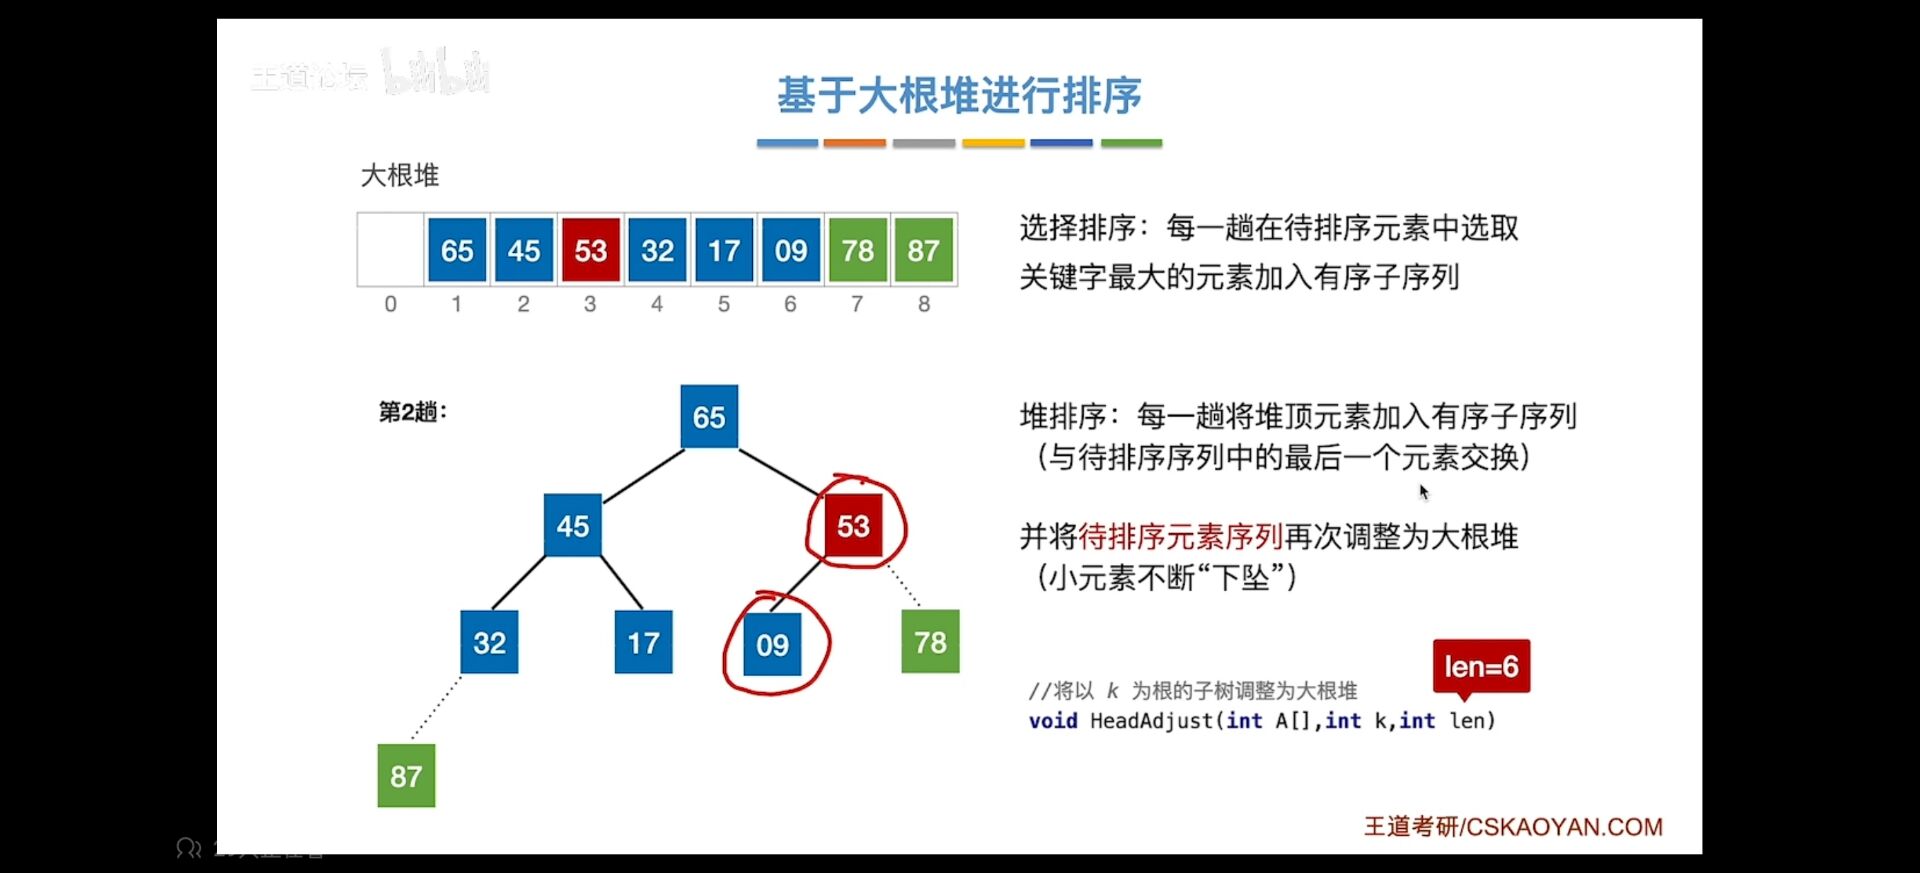 王道论坛 bilibili
基于大根堆进行排序
大根堆
65 45 53 32 17 09 78 87
0 1 2 3 4 5 6 7 8
选择排序：每一趟在待排序元素中选取
关键字最大的元素加入有序子序列
第2趟：
65
45 53
32 17 09 78
87
堆排序：每一趟将堆顶元素加入有序子序列
（与待排序序列中的最后一个元素交换）
并将待排序元素序列再次调整为大根堆
（小元素不断“下坠”）
len=6
//将以 k 为根的子树调整为大根堆
void HeadAdjust(int A[],int k,int len)
王道考研/CSKAOYAN.COM